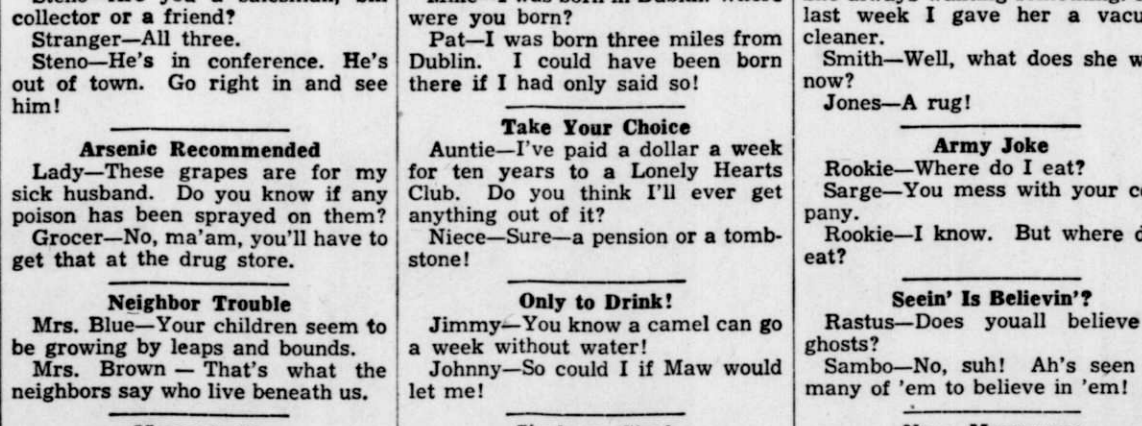 collector or a friend?
Stranger—All three.
Steno—He's in conference. He's
out of town. Go right in and see
him!
Arsenic Recommended
Lady—These grapes are for my
sick husband. Do you know if any
poison has been sprayed on them?
Grocer—No, ma'am, you'll have to
get that at the drug store.
Neighbor Trouble
Mrs. Blue—Your children seem to
be growing by leaps and bounds.
Mrs. Brown — That's what the
neighbors say who live beneath us.
were you born?
Pat—I was born three miles from
Dublin. I could have been born
there if I had only said so!
Take Your Choice
Auntie—I've paid a dollar a week
for ten years to a Lonely Hearts
Club. Do you think I'll ever get
anything out of it?
Niece—Sure—a pension or a tomb-
stone!
Only to Drink!
Jimmy—You know a camel can go
a week without water!
Johnny—So could I if Maw would
let me!
last week I gave her a
cleaner.
Smith—Well, what does she
now?
Jones—A rug!
Army Joke
Rookie—Where do I eat?
Sarge—You mess with your
pany.
Rookie—I know. But where
eat?
Seein' Is Believin'?
Rastus—Does youall believe
ghosts?
Sambo—No, suh! Ah's seen
many of 'em to believe in 'em!